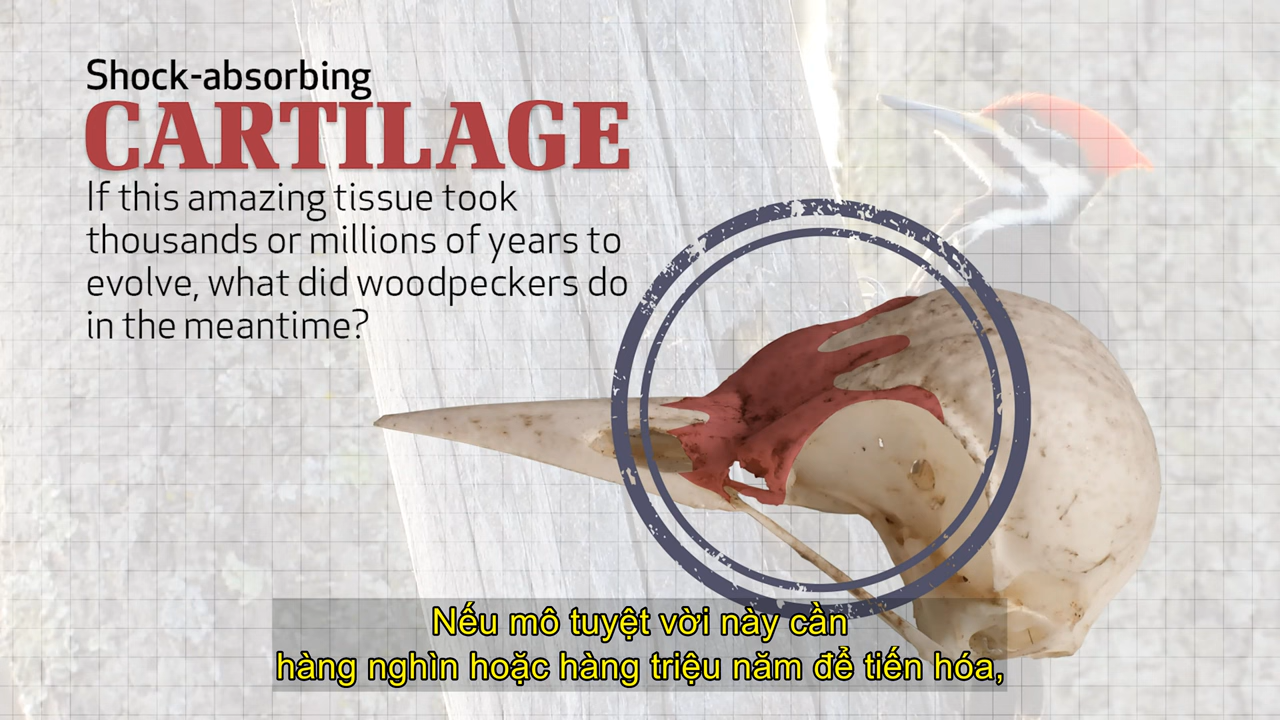 Shock-absorbing
CARTILAGE
If this amazing tissue took
thousands or millions of years to
evolve, what did woodpeckers do
in the meantime?
Nếu mô tuyệt vời này cần
hàng nghìn hoặc hàng triệu năm để tiến hóa,